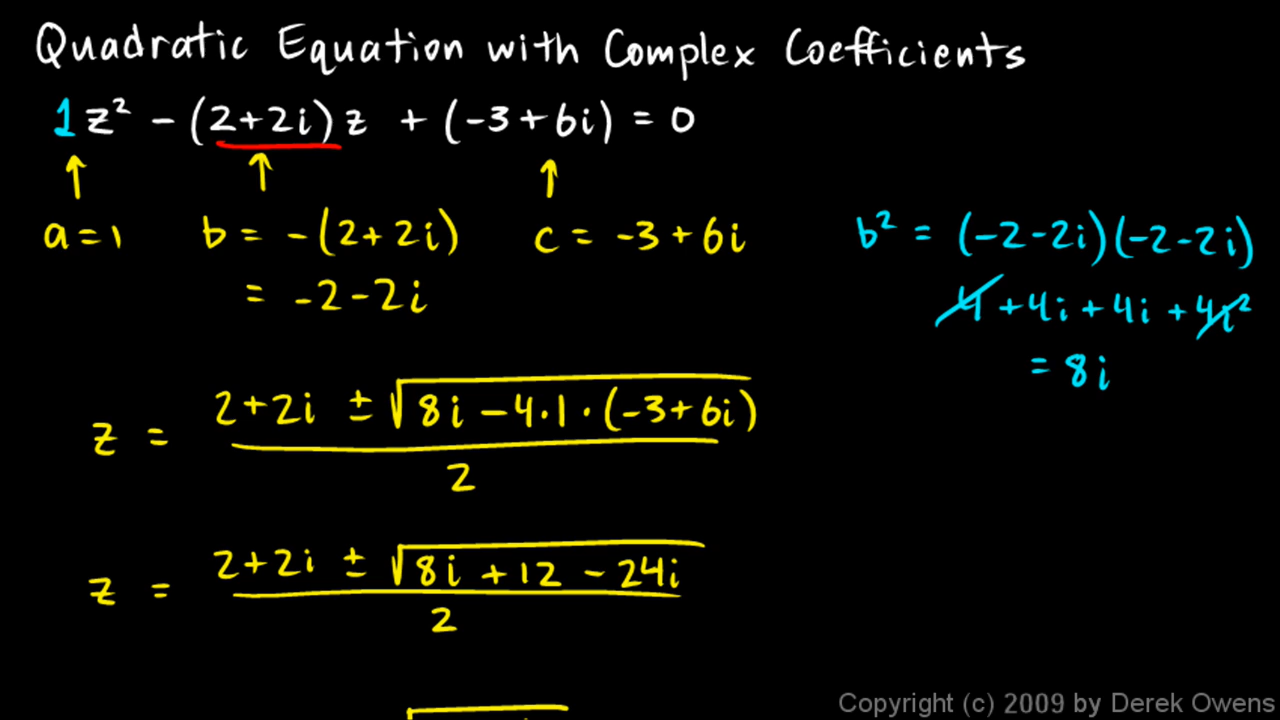 Quadratic Equation with Complex Coefficients
1z² − (2+2i)z + (-3+6i) = 0
a=1 b = -(2+2i) c = -3+6i
= -2-2i
b² = (-2-2i)(-2-2i)
4 +4i+4i+4i²
= 8i
z = 2+2i ± √8i −4·1·(-3+6i)
2
z = 2+2i ± √8i +12 −24i
2
Copyright (c) 2009 by Derek Owens